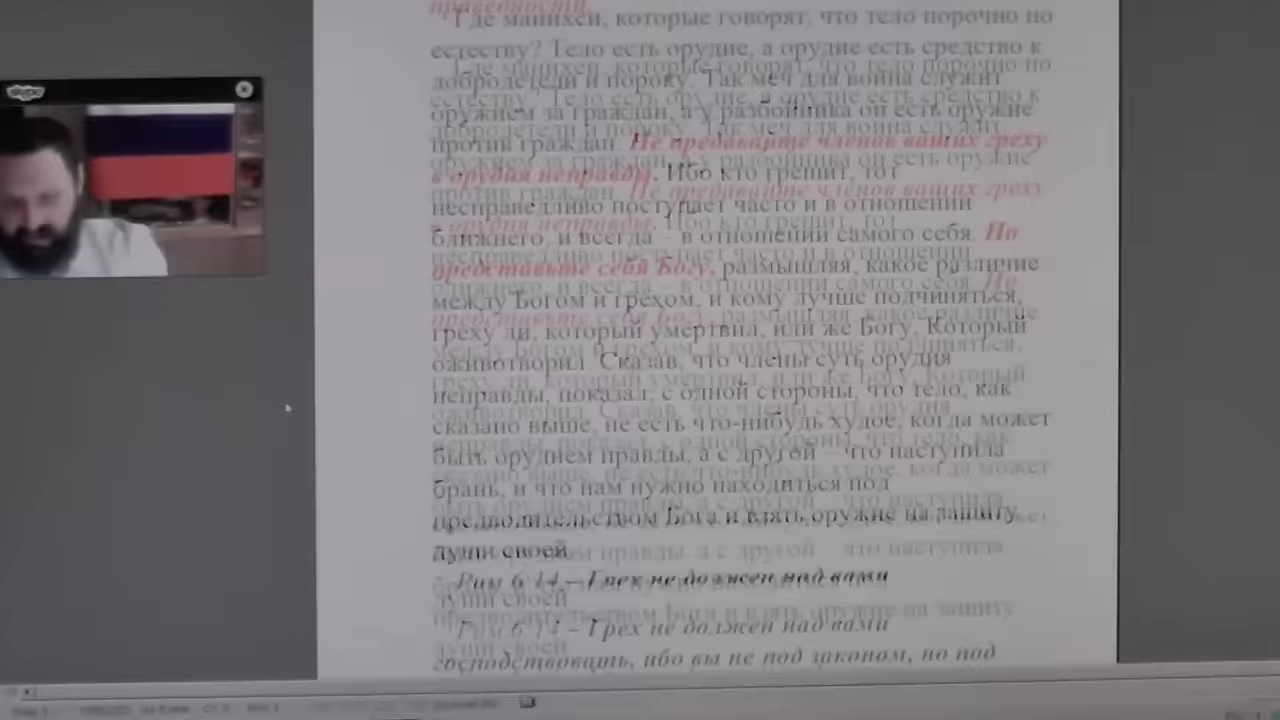 skype
праведности.
Где манихеи, которые говорят, что тело порочно по
естеству? Тело есть орудие, а орудие есть средство к
добродетели и пороку. Так меч для воина служит
оружием за граждан, а у разбойника он есть оружие
против граждан. Не предавайте членов ваших греху
в орудия неправды. Ибо кто грешит, тот
несправедливо поступает часто и в отношении
ближнего, и всегда – в отношении самого себя. Но
представьте себя Богу, размышляя, какое различие
между Богом и грехом, и кому лучше подчиняться,
греху ли, который умертвил, или же Богу, Который
оживотворил. Сказав, что члены суть орудия
неправды, показал, с одной стороны, что тело, как
сказано выше, не есть что-нибудь худое, когда может
быть орудием правды, а с другой – что наступила
брань, и что нам нужно находиться под
предводительством Бога и взять оружие на защиту
души своей.
Рим 6 14 – Грех не должен над вами
господствовать, ибо вы не под законом, но под